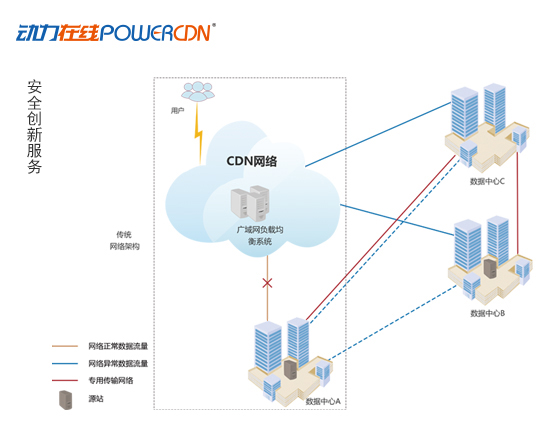 动力在线POWERCDN®
安全创新服务
用户
CDN网络
广域网负载均
衡系统
传统
网络架构
数据中心C
数据中心B
数据中心A
网络正常数据流量
网络异常数据流量
专用传输网络
源站